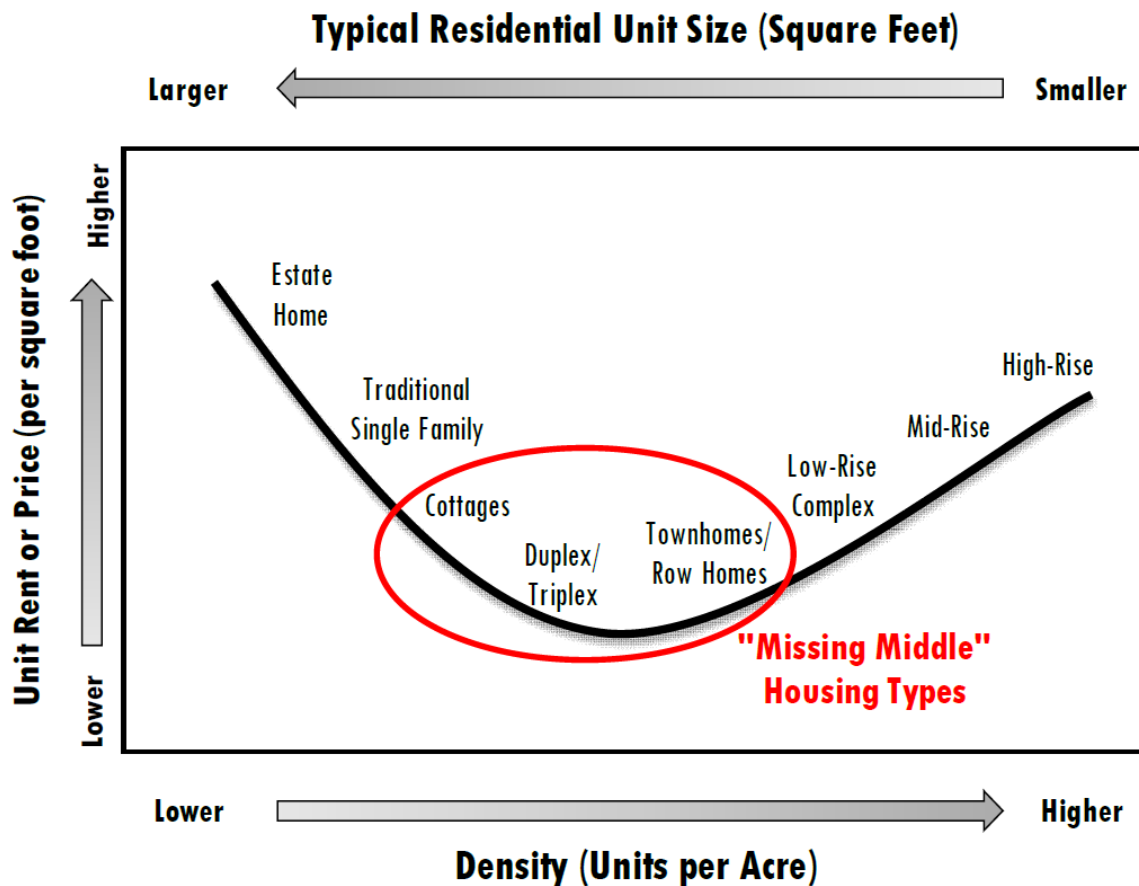 Typical Residential Unit Size (Square Feet)
Larger
Smaller
Unit Rent or Price (per square foot)
Higher
Lower
Estate
Home
Traditional
Single Family
Cottages
Duplex/
Triplex
Townhomes/
Row Homes
Low-Rise
Complex
Mid-Rise
High-Rise
"Missing Middle"
Housing Types
Lower
Higher
Density (Units per Acre)